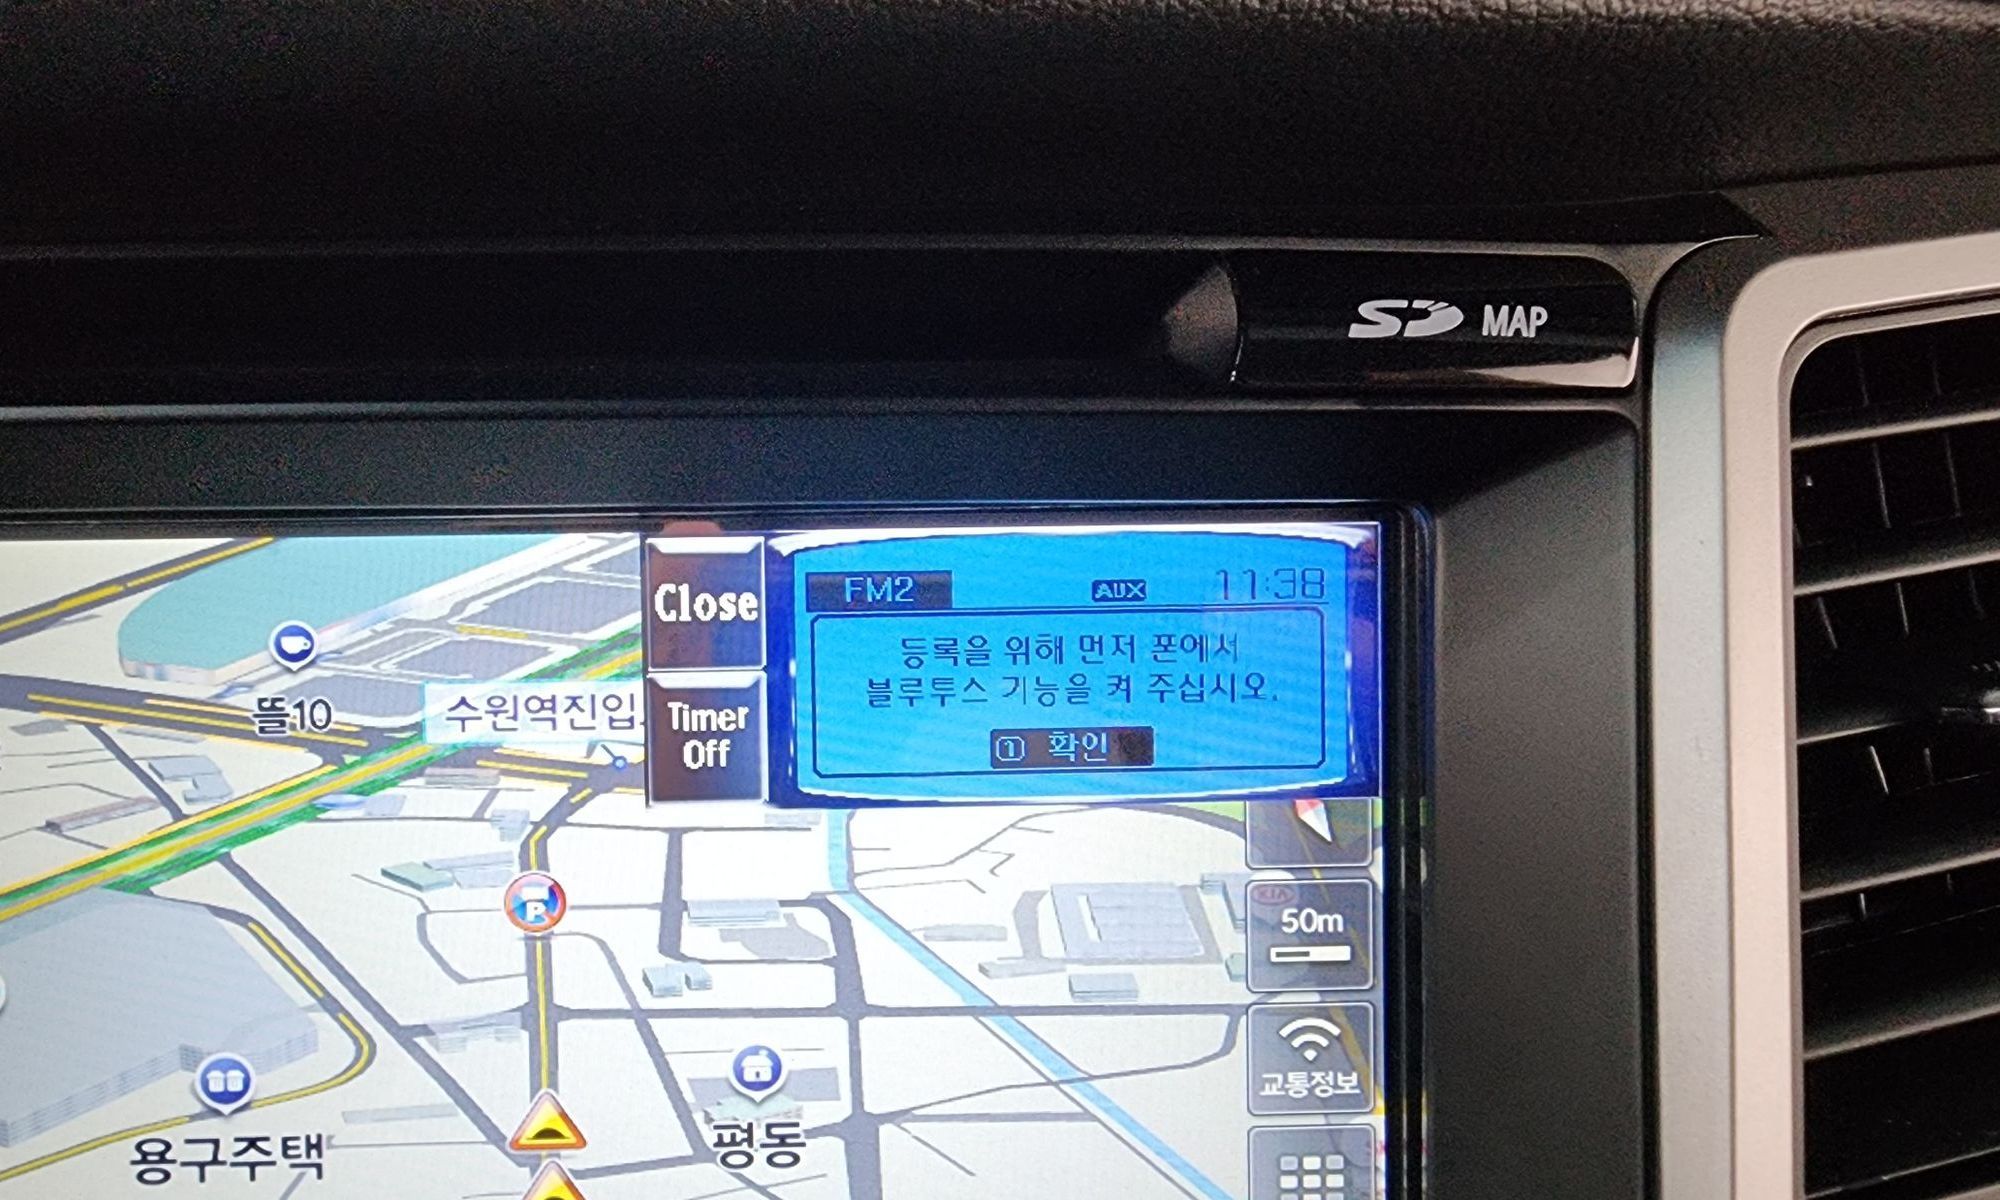 SD MAP
Close
FM2
AUX
11:38
등록을 위해 먼저 폰에서
블루투스 기능을 켜 주십시오.
1 확인
Timer
Off
뜰10
수원역진입
P
KIA
50m
교통정보
용구주택
평동